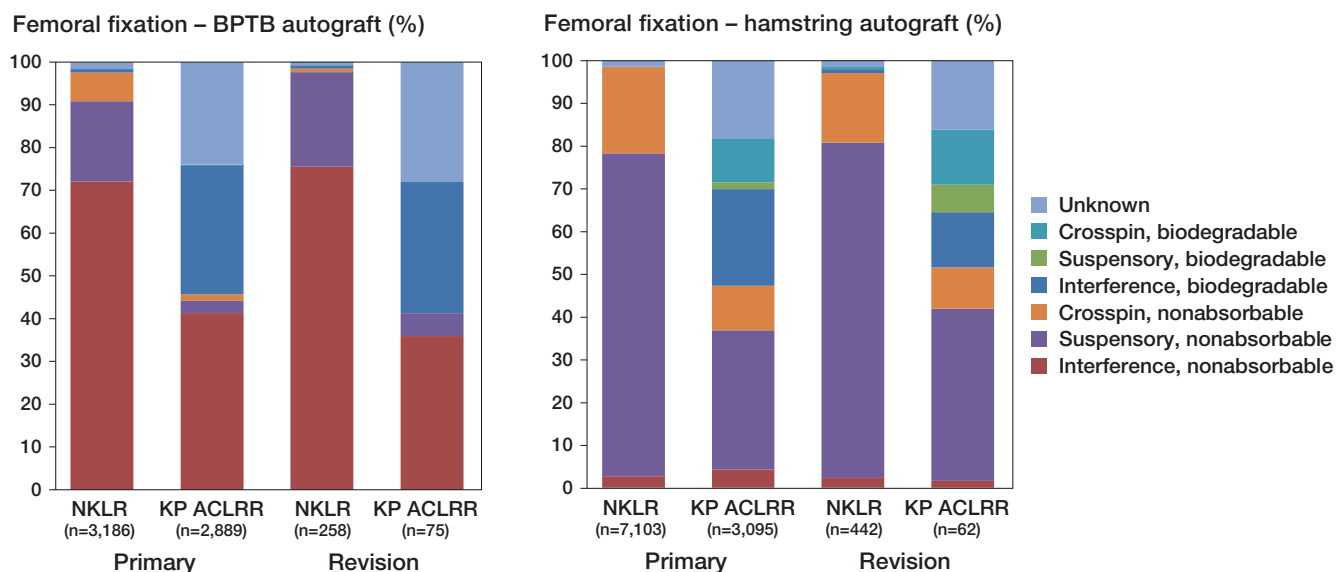 Femoral fixation – BPTB autograft (%)
100
90
80
70
60
50
40
30
20
10
0
NKLR KP ACLRR NKLR KP ACLRR
(n=3,186) (n=2,889) (n=258) (n=75)
Primary Revision
Femoral fixation – hamstring autograft (%)
100
90
80
70
60
50
40
30
20
10
0
NKLR KP ACLRR NKLR KP ACLRR
(n=7,103) (n=3,095) (n=442) (n=62)
Primary Revision
Unknown
Crosspin, biodegradable
Suspensory, biodegradable
Interference, biodegradable
Crosspin, nonabsorbable
Suspensory, nonabsorbable
Interference, nonabsorbable